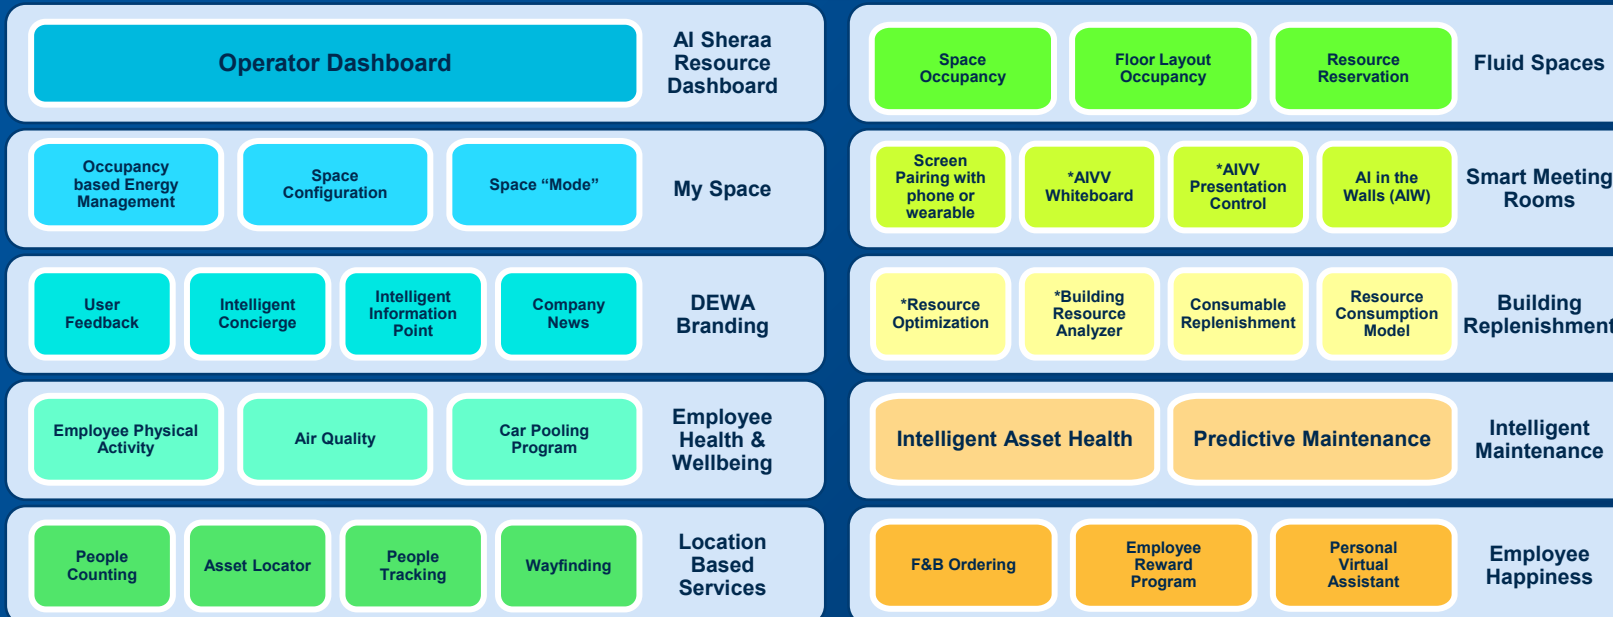 Operator Dashboard
Al Sheraa
Resource
Dashboard
Occupancy
based Energy
Management
Space
Configuration
Space “Mode”
My Space
User
Feedback
Intelligent
Concierge
Intelligent
Information
Point
Company
News
DEWA
Branding
Employee Physical
Activity
Air Quality
Car Pooling
Program
Employee
Health &
Wellbeing
People
Counting
Asset Locator
People
Tracking
Wayfinding
Location
Based
Services
Space
Occupancy
Floor Layout
Occupancy
Resource
Reservation
Fluid Spaces
Screen
Pairing with
phone or
wearable
*AIVV
Whiteboard
*AIVV
Presentation
Control
AI in the
Walls (AIW)
Smart Meeting
Rooms
*Resource
Optimization
*Building
Resource
Analyzer
Consumable
Replenishment
Resource
Consumption
Model
Building
Replenishment
Intelligent Asset Health
Predictive Maintenance
Intelligent
Maintenance
F&B Ordering
Employee
Reward
Program
Personal
Virtual
Assistant
Employee
Happiness